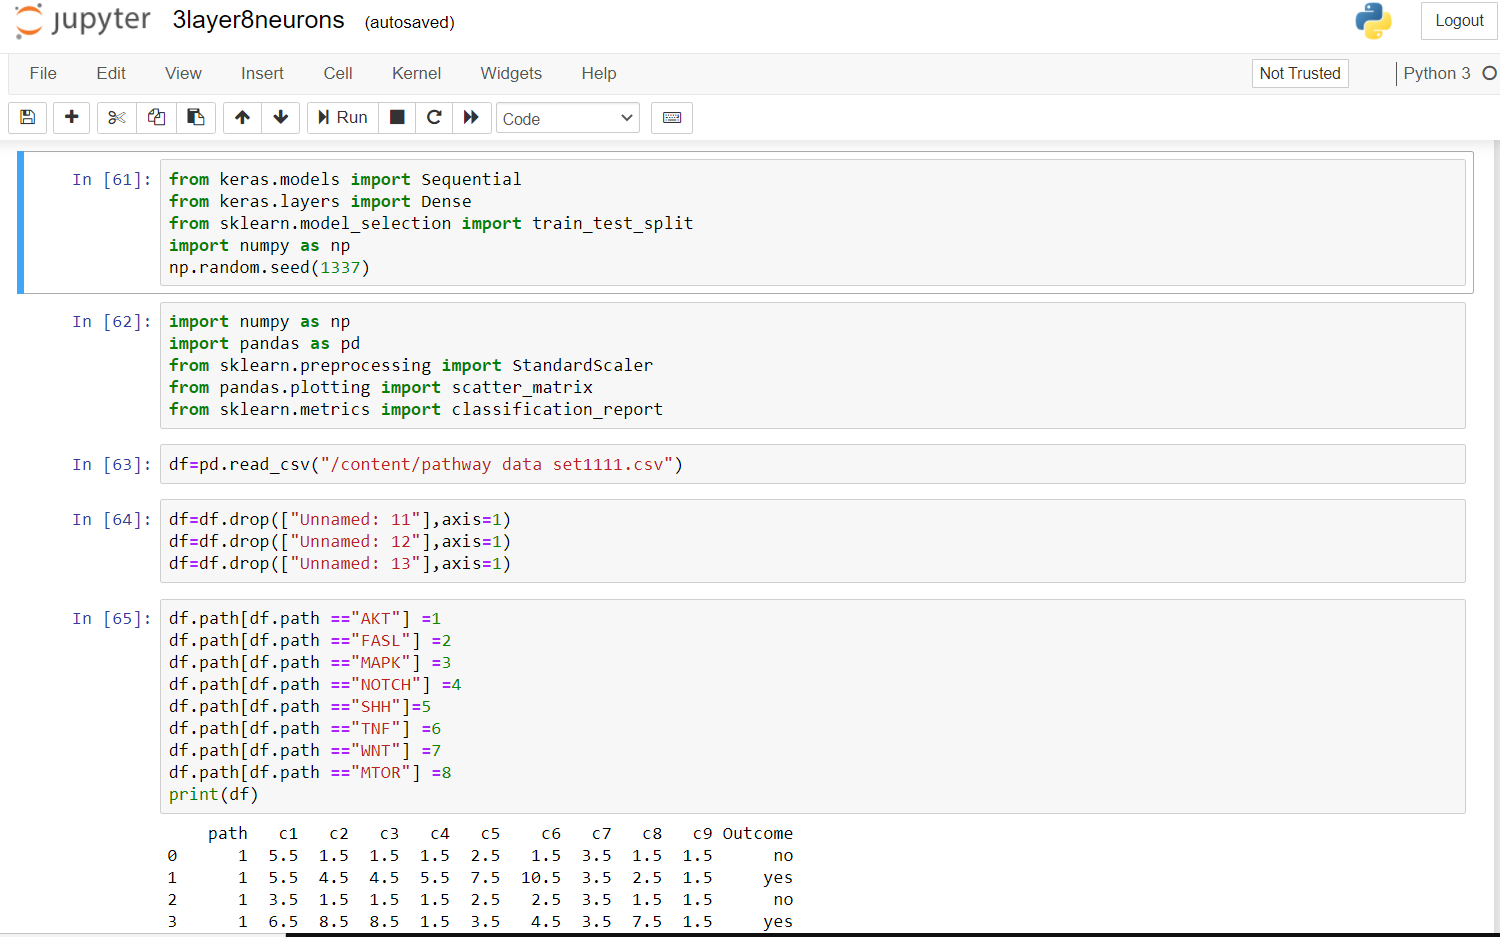 jupyter 3layer8neurons (autosaved) Logout
File Edit View Insert Cell Kernel Widgets Help Not Trusted Python 3
Run Code
In [61]: from keras.models import Sequential
from keras.layers import Dense
from sklearn.model_selection import train_test_split
import numpy as np
np.random.seed(1337)
In [62]: import numpy as np
import pandas as pd
from sklearn.preprocessing import StandardScaler
from pandas.plotting import scatter_matrix
from sklearn.metrics import classification_report
In [63]: df=pd.read_csv("/content/pathway data set1111.csv")
In [64]: df=df.drop(["Unnamed: 11"],axis=1)
df=df.drop(["Unnamed: 12"],axis=1)
df=df.drop(["Unnamed: 13"],axis=1)
In [65]: df.path[df.path =="AKT"] =1
df.path[df.path =="FASL"] =2
df.path[df.path =="MAPK"] =3
df.path[df.path =="NOTCH"] =4
df.path[df.path =="SHH"]=5
df.path[df.path =="TNF"] =6
df.path[df.path =="WNT"] =7
df.path[df.path =="MTOR"] =8
print(df)
path c1 c2 c3 c4 c5 c6 c7 c8 c9 Outcome
0 1 5.5 1.5 1.5 1.5 2.5 1.5 3.5 1.5 1.5 no
1 1 5.5 4.5 4.5 5.5 7.5 10.5 3.5 2.5 1.5 yes
2 1 3.5 1.5 1.5 1.5 2.5 2.5 3.5 1.5 1.5 no
3 1 6.5 8.5 8.5 1.5 3.5 4.5 3.5 7.5 1.5 yes